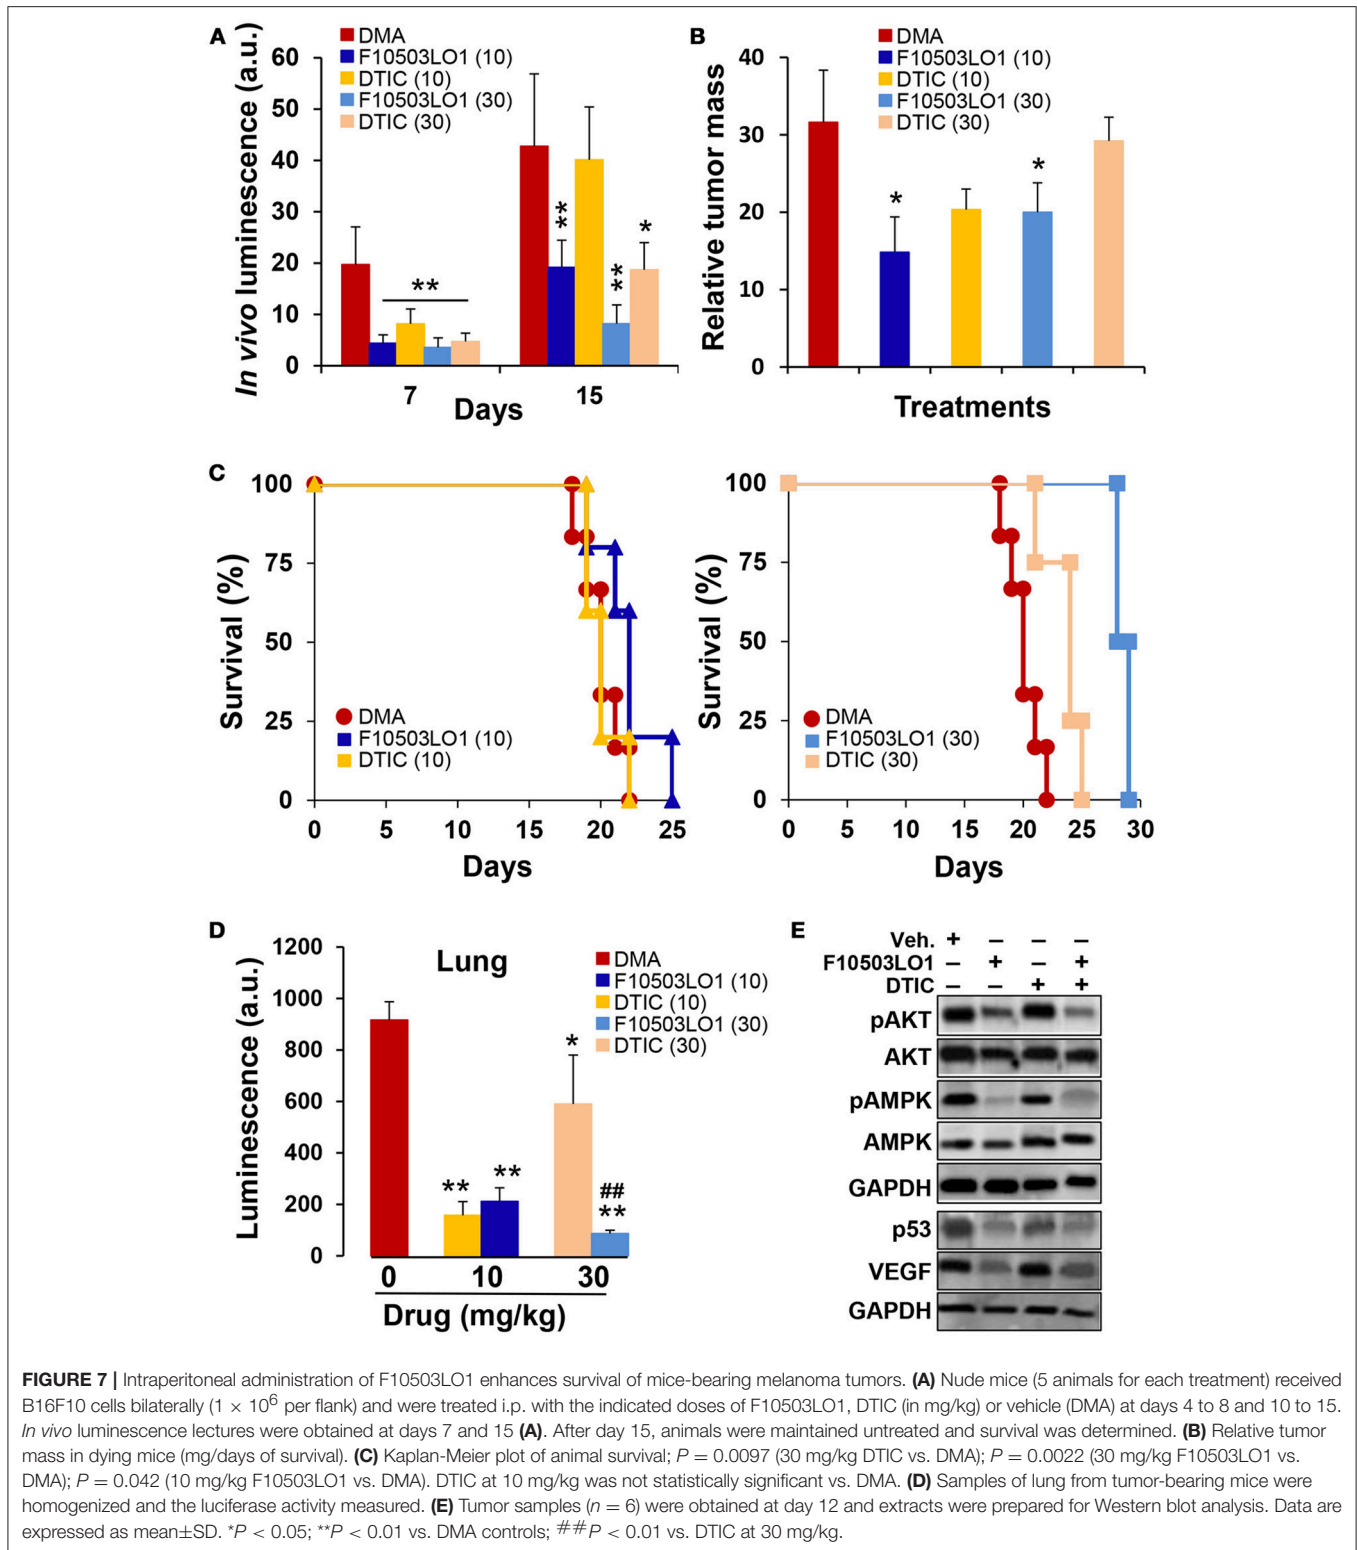 A
DMA
F10503LO1 (10)
DTIC (10)
F10503LO1 (30)
DTIC (30)
In vivo luminescence (a.u.)
60
50
40
30
20
10
0
**
**
**
*
7
15
Days
B
DMA
F10503LO1 (10)
DTIC (10)
F10503LO1 (30)
DTIC (30)
Relative tumor mass
40
30
20
10
0
*
*
Treatments
C
Survival (%)
100
75
50
25
0
DMA
F10503LO1 (10)
DTIC (10)
0 5 10 15 20 25
Days
Survival (%)
100
75
50
25
0
DMA
F10503LO1 (30)
DTIC (30)
0 5 10 15 20 25 30
Days
D
Lung
DMA
F10503LO1 (10)
DTIC (10)
F10503LO1 (30)
DTIC (30)
Luminescence (a.u.)
1200
1000
800
600
400
200
0
**
**
*
##
**
0 10 30
Drug (mg/kg)
E
Veh. + – – –
F10503LO1 – + – +
DTIC – – + +
pAKT
AKT
pAMPK
AMPK
GAPDH
p53
VEGF
GAPDH
FIGURE 7 | Intraperitoneal administration of F10503LO1 enhances survival of mice-bearing melanoma tumors. (A) Nude mice (5 animals for each treatment) received
B16F10 cells bilaterally (1 × 10⁶ per flank) and were treated i.p. with the indicated doses of F10503LO1, DTIC (in mg/kg) or vehicle (DMA) at days 4 to 8 and 10 to 15.
In vivo luminescence lectures were obtained at days 7 and 15 (A). After day 15, animals were maintained untreated and survival was determined. (B) Relative tumor
mass in dying mice (mg/days of survival). (C) Kaplan-Meier plot of animal survival; P = 0.0097 (30 mg/kg DTIC vs. DMA); P = 0.0022 (30 mg/kg F10503LO1 vs.
DMA); P = 0.042 (10 mg/kg F10503LO1 vs. DMA). DTIC at 10 mg/kg was not statistically significant vs. DMA. (D) Samples of lung from tumor-bearing mice were
homogenized and the luciferase activity measured. (E) Tumor samples (n = 6) were obtained at day 12 and extracts were prepared for Western blot analysis. Data are
expressed as mean±SD. *P < 0.05; **P < 0.01 vs. DMA controls; ##P < 0.01 vs. DTIC at 30 mg/kg.